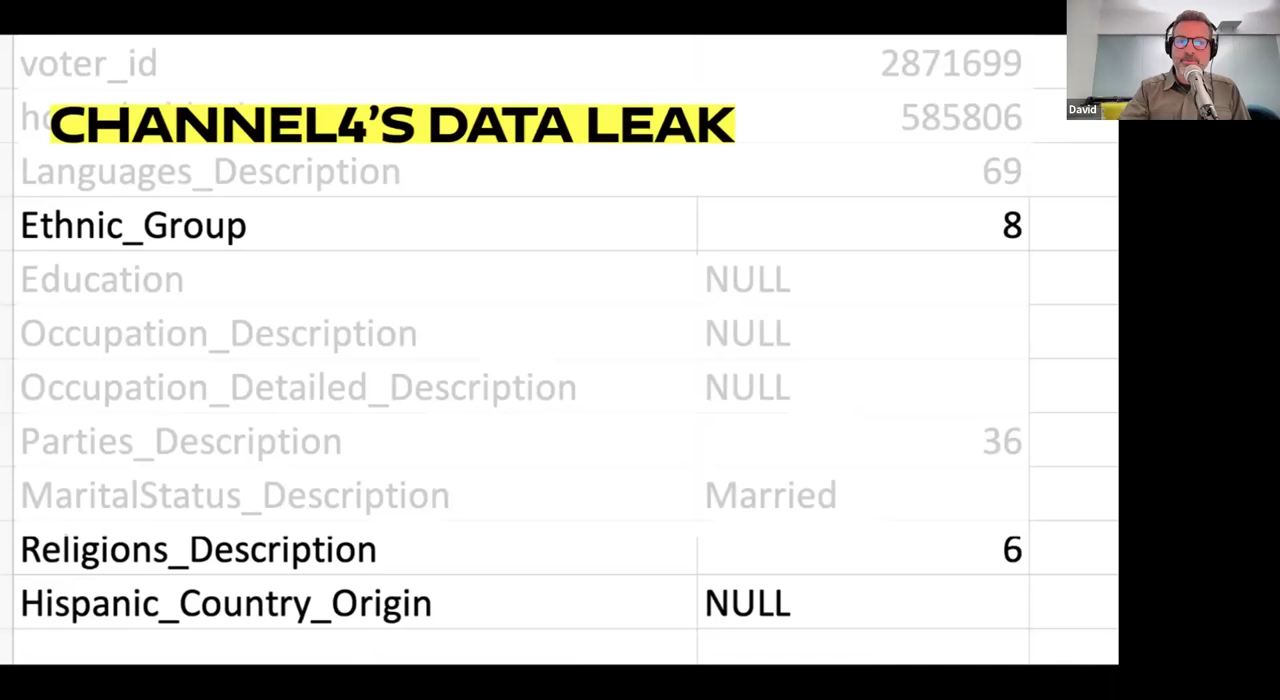 voter_id 2871699
CHANNEL4'S DATA LEAK
585806
Languages_Description 69
Ethnic_Group 8
Education NULL
Occupation_Description NULL
Occupation_Detailed_Description NULL
Parties_Description 36
MaritalStatus_Description Married
Religions_Description 6
Hispanic_Country_Origin NULL
David